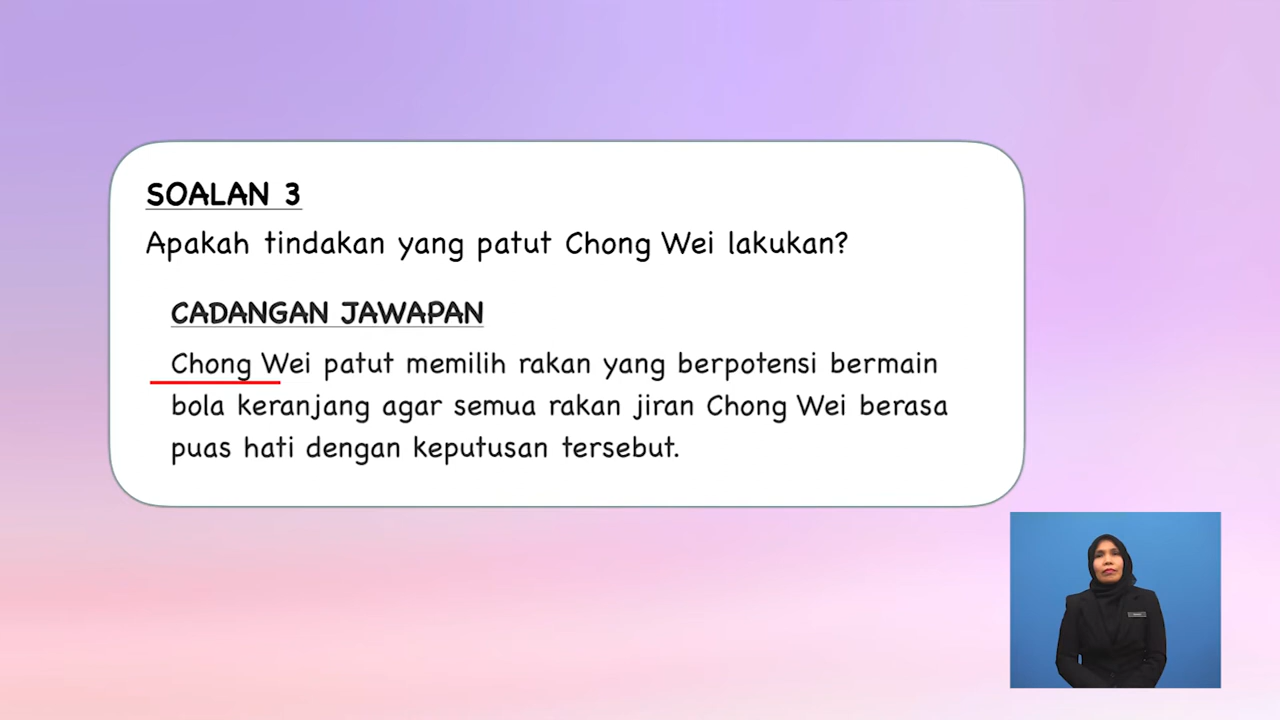 SOALAN 3
Apakah tindakan yang patut Chong Wei lakukan?
CADANGAN JAWAPAN
Chong Wei patut memilih rakan yang berpotensi bermain
bola keranjang agar semua rakan jiran Chong Wei berasa
puas hati dengan keputusan tersebut.